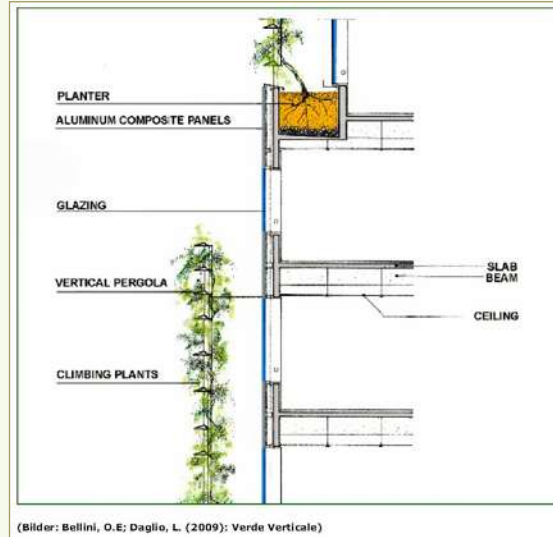 PLANTER
ALUMINUM COMPOSITE PANELS
GLAZING
SLAB
BEAM
VERTICAL PERGOLA
CEILING
CLIMBING PLANTS
(Bilder: Bellini, O.E; Daglio, L. (2009): Verde Verticale)